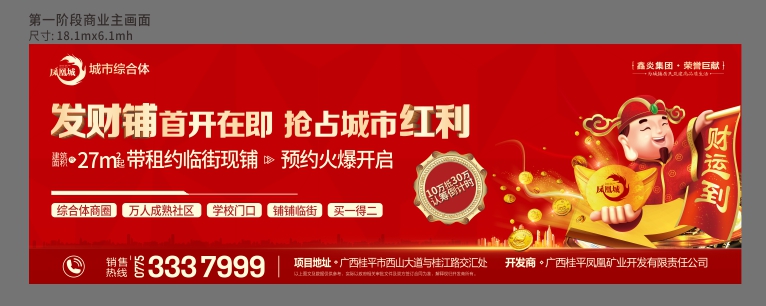 第一阶段商业主画面
尺寸: 18.1mx6.1mh
凤凰城 城市综合体
鑫炎集团·荣誉巨献
发财铺首开在即 抢占城市红利
建筑面积 27m²起 带租约临街现铺 预约火爆开启
10万抵30万
认筹倒计时
综合体商圈 万人成熟社区 学校门口 铺铺临街 买一得二
凤凰城
财运到
销售热线 0775 333 7999
项目地址 广西桂平市西山大道与桂江路交汇处 开发商 广西桂平凤凰矿业开发有限责任公司